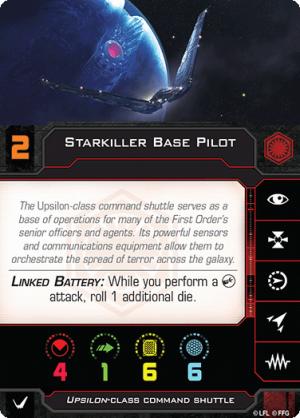 2
Starkiller Base Pilot
The Upsilon-class command shuttle serves as a
base of operations for many of the First Order's
senior officers and agents. Its powerful sensors
and communications equipment allow them to
orchestrate the spread of terror across the galaxy.
Linked Battery: While you perform a
attack, roll 1 additional die.
4 1 6 6
Upsilon-class command shuttle
©LFL ©FFG